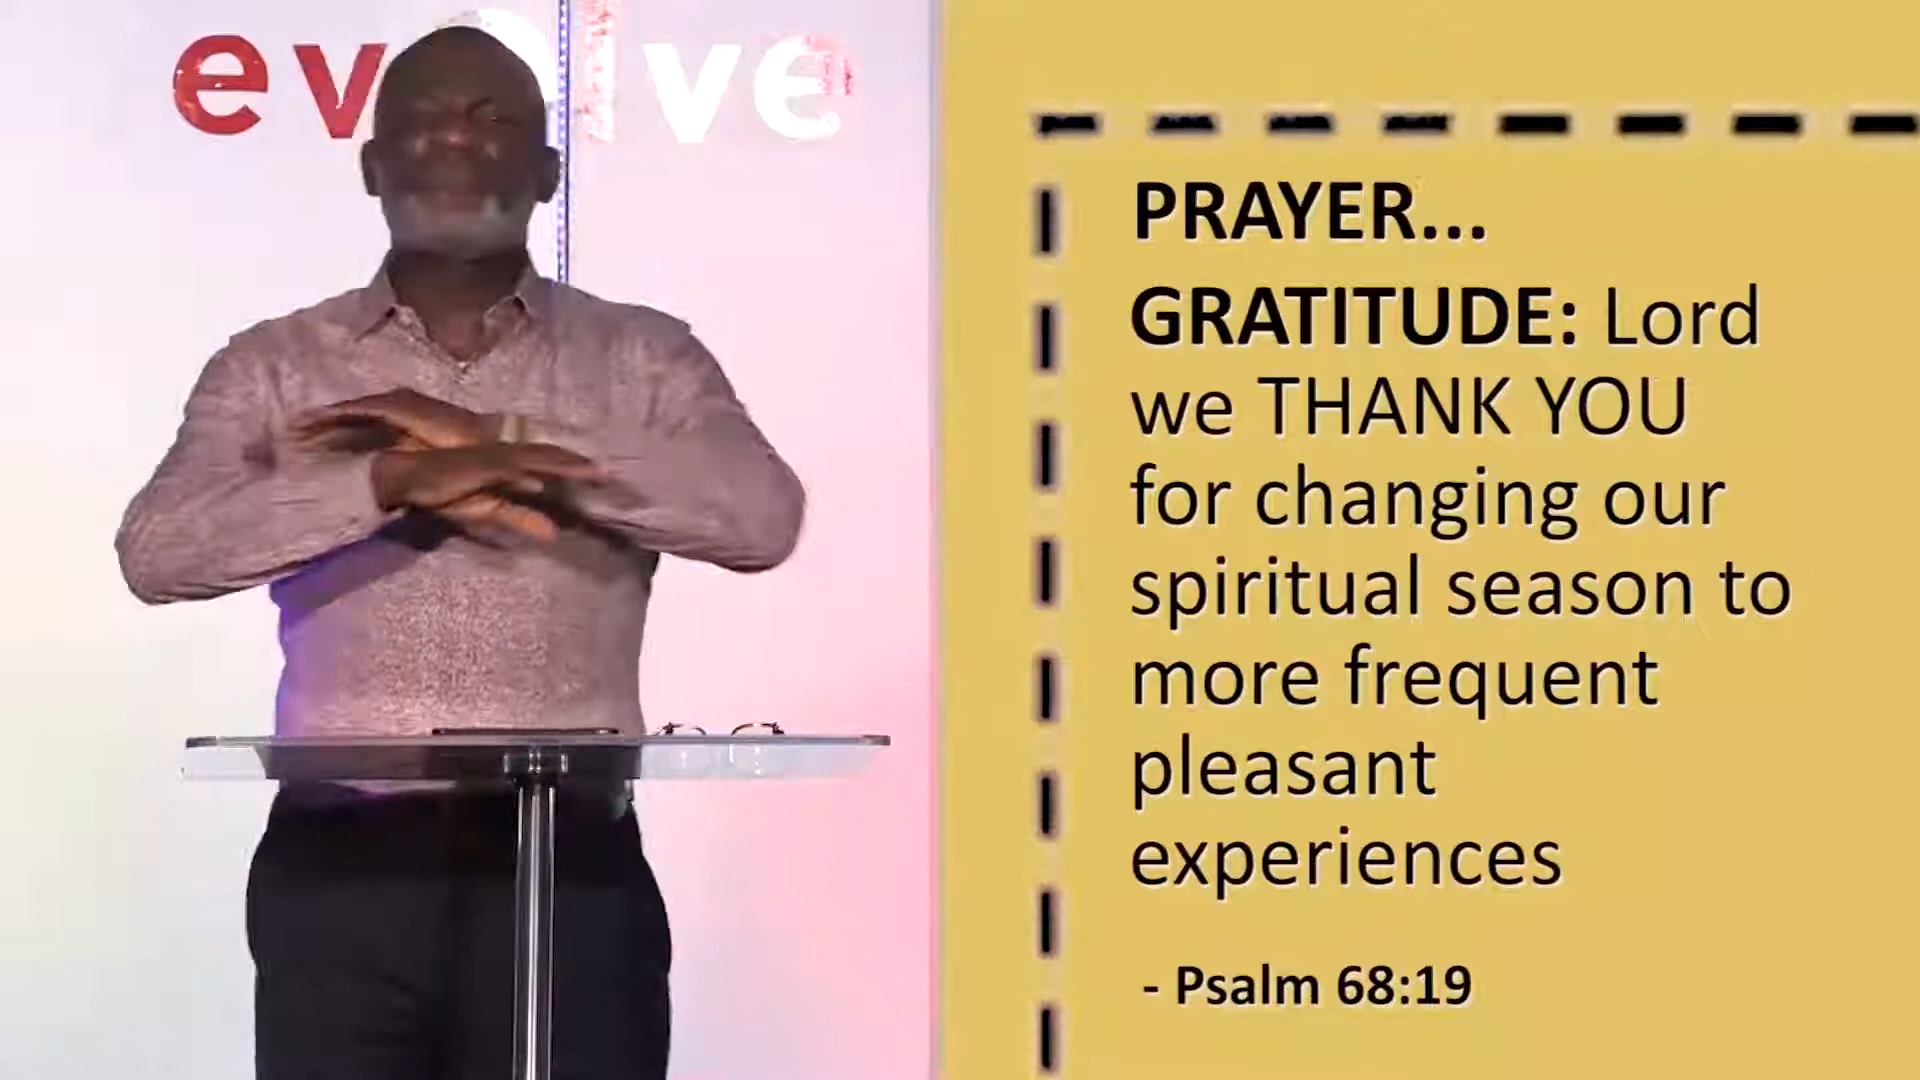 evolve
PRAYER...
GRATITUDE: Lord
we THANK YOU
for changing our
spiritual season to
more frequent
pleasant
experiences
- Psalm 68:19